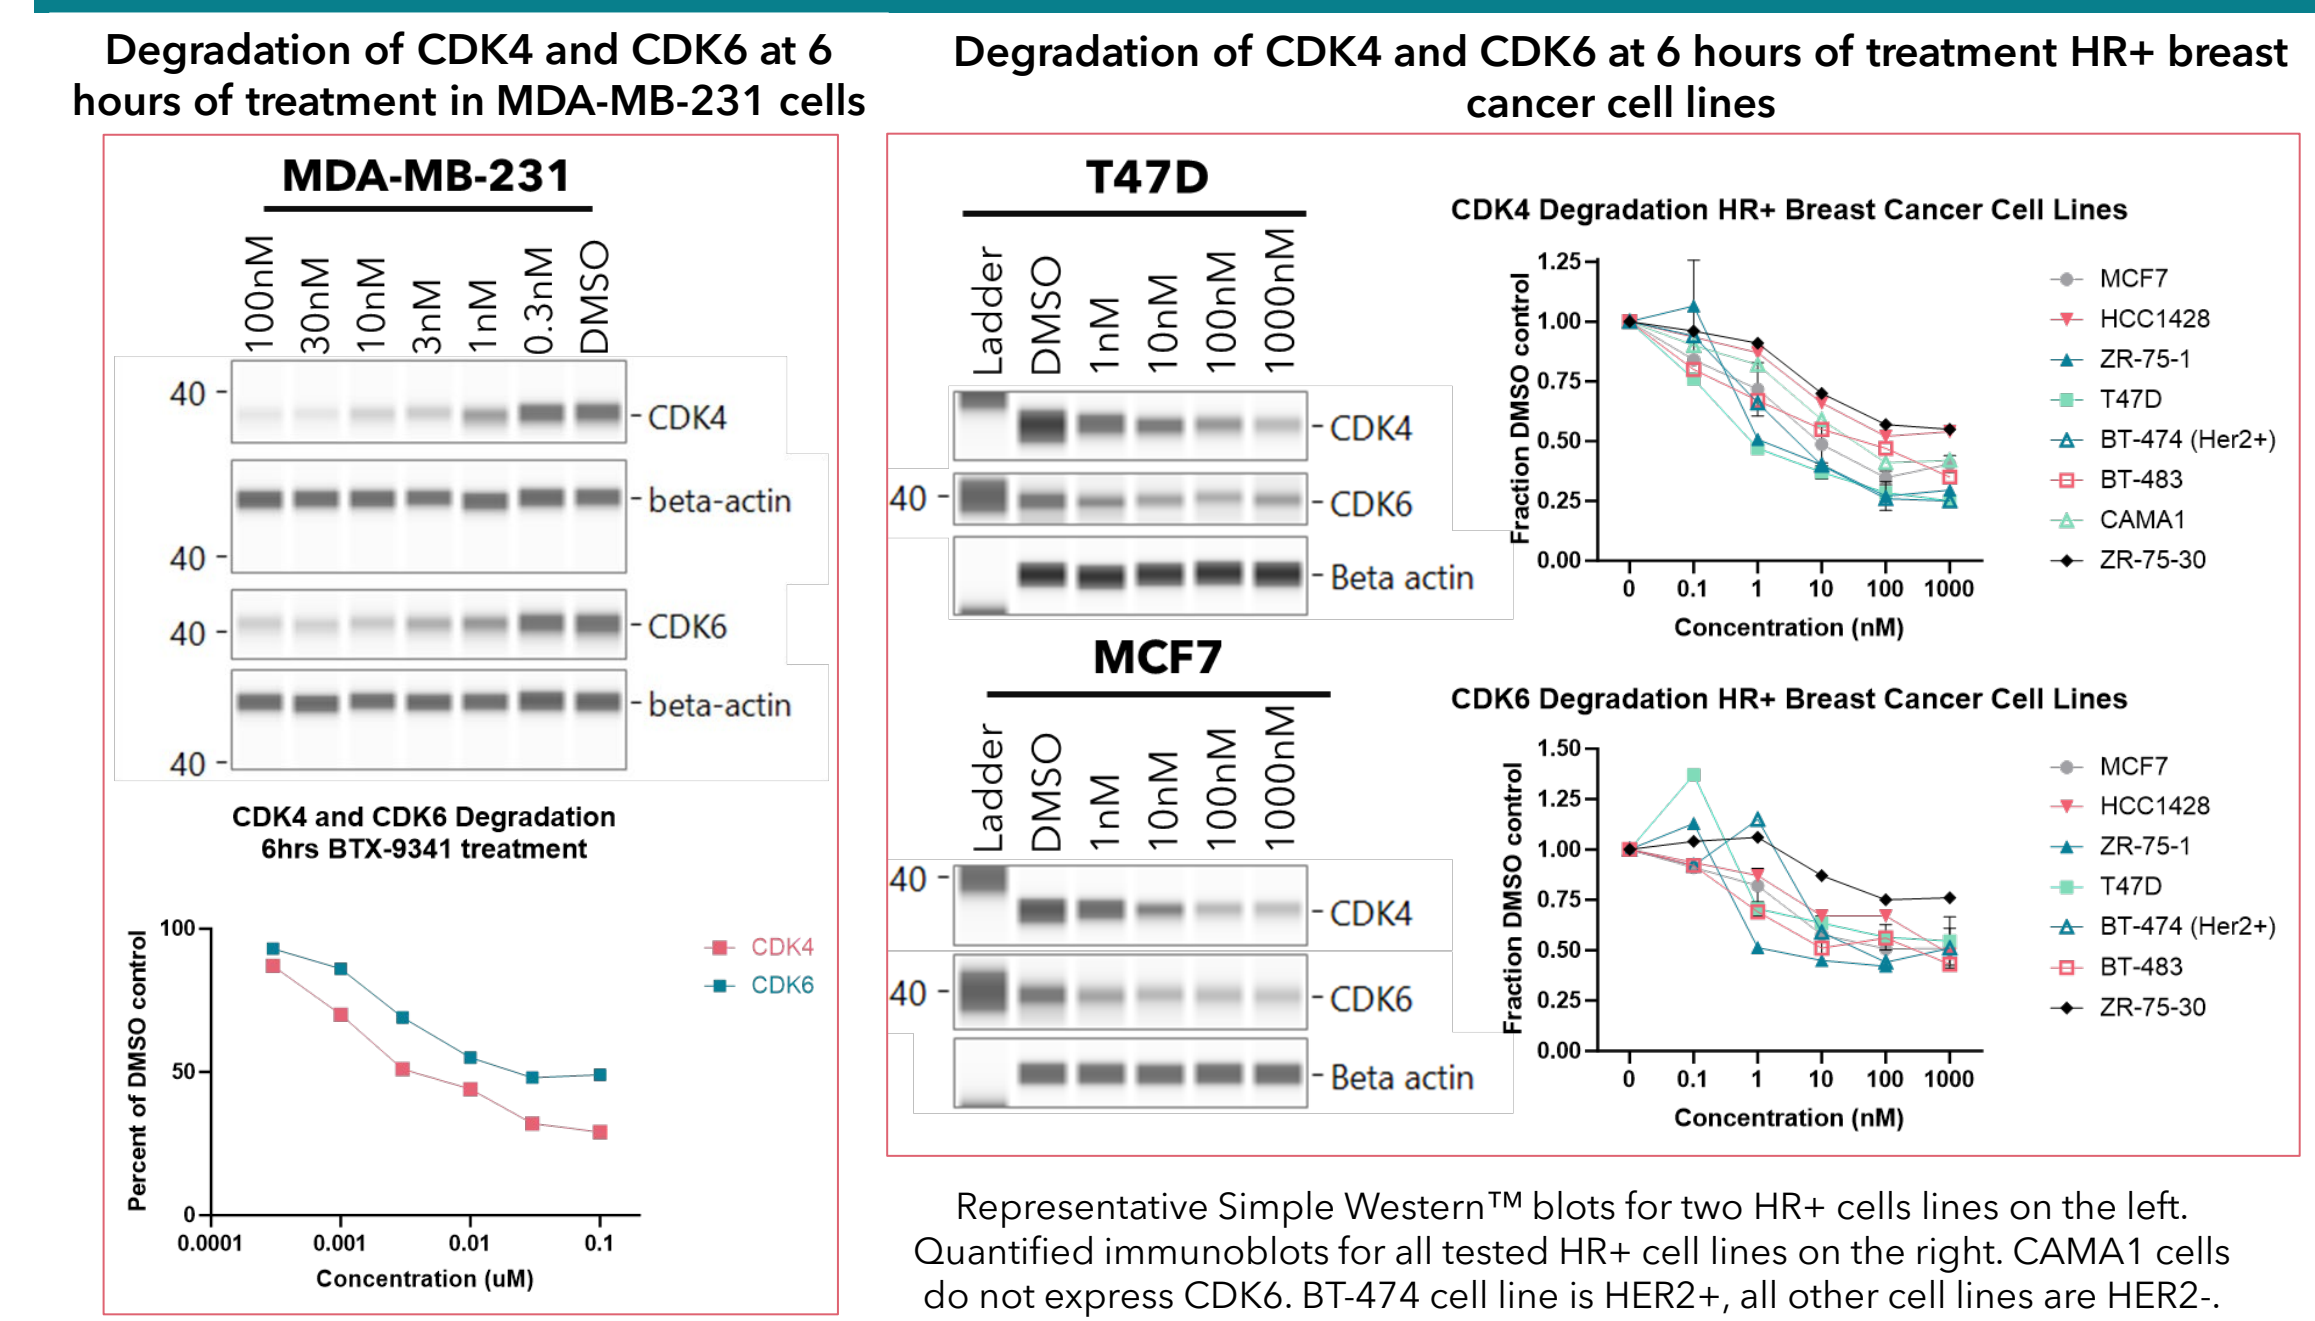 Degradation of CDK4 and CDK6 at 6
hours of treatment in MDA-MB-231 cells
MDA-MB-231
100nM
30nM
10nM
3nM
1nM
0.3nM
DMSO
40
CDK4
beta-actin
40
40
CDK6
beta-actin
40
CDK4 and CDK6 Degradation
6hrs BTX-9341 treatment
Percent of DMSO control
100
50
0
0.0001
0.001
0.01
0.1
Concentration (uM)
CDK4
CDK6
Degradation of CDK4 and CDK6 at 6 hours of treatment HR+ breast
cancer cell lines
T47D
Ladder
DMSO
1nM
10nM
100nM
1000nM
CDK4
40
CDK6
Beta actin
MCF7
Ladder
DMSO
1nM
10nM
100nM
1000nM
40
CDK4
40
CDK6
Beta actin
CDK4 Degradation HR+ Breast Cancer Cell Lines
Fraction DMSO control
1.25
1.00
0.75
0.50
0.25
0.00
0
0.1
1
10
100
1000
Concentration (nM)
MCF7
HCC1428
ZR-75-1
T47D
BT-474 (Her2+)
BT-483
CAMA1
ZR-75-30
CDK6 Degradation HR+ Breast Cancer Cell Lines
Fraction DMSO control
1.50
1.25
1.00
0.75
0.50
0.25
0.00
0
0.1
1
10
100
1000
Concentration (nM)
MCF7
HCC1428
ZR-75-1
T47D
BT-474 (Her2+)
BT-483
ZR-75-30
Representative Simple Western™ blots for two HR+ cells lines on the left.
Quantified immunoblots for all tested HR+ cell lines on the right. CAMA1 cells
do not express CDK6. BT-474 cell line is HER2+, all other cell lines are HER2-.